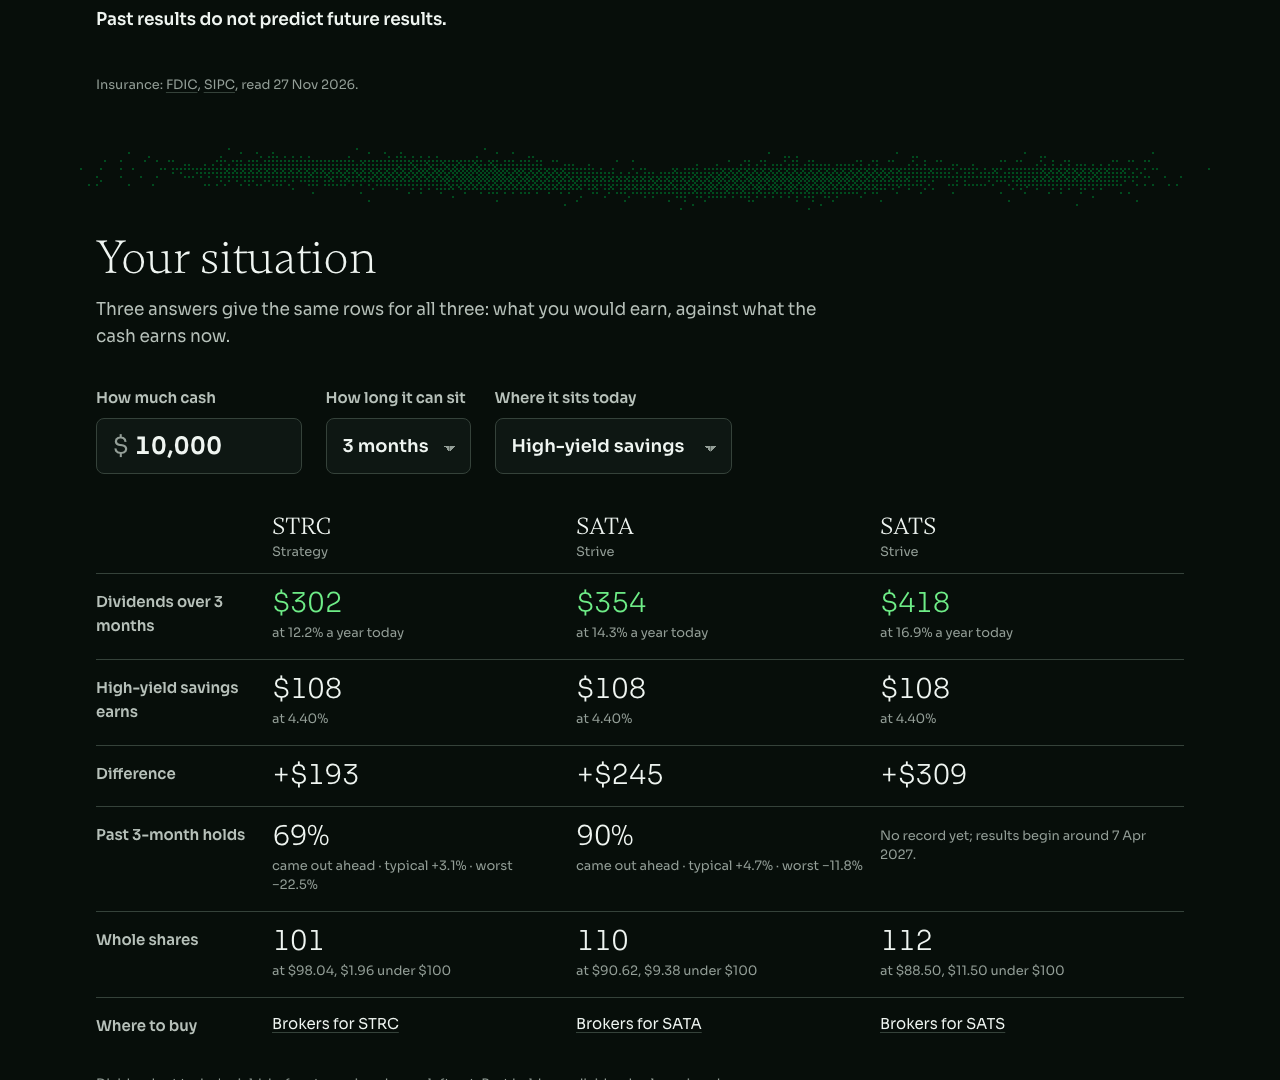 Past results do not predict future results.
Insurance: FDIC, SIPC, read 27 Nov 2026.
Your situation
Three answers give the same rows for all three: what you would earn, against what the
cash earns now.
How much cash
How long it can sit
Where it sits today
$ 10,000
3 months
High-yield savings
STRC
SATA
SATS
Strategy
Strive
Strive
Dividends over 3
months
$302
$354
$418
at 12.2% a year today
at 14.3% a year today
at 16.9% a year today
High-yield savings
earns
$108
$108
$108
at 4.40%
at 4.40%
at 4.40%
Difference
+$193
+$245
+$309
Past 3-month holds
69%
came out ahead · typical +3.1% · worst
−22.5%
90%
came out ahead · typical +4.7% · worst −11.8%
No record yet; results begin around 7 Apr
2027.
Whole shares
101
110
112
at $98.04, $1.96 under $100
at $90.62, $9.38 under $100
at $88.50, $11.50 under $100
Where to buy
Brokers for STRC
Brokers for SATA
Brokers for SATS